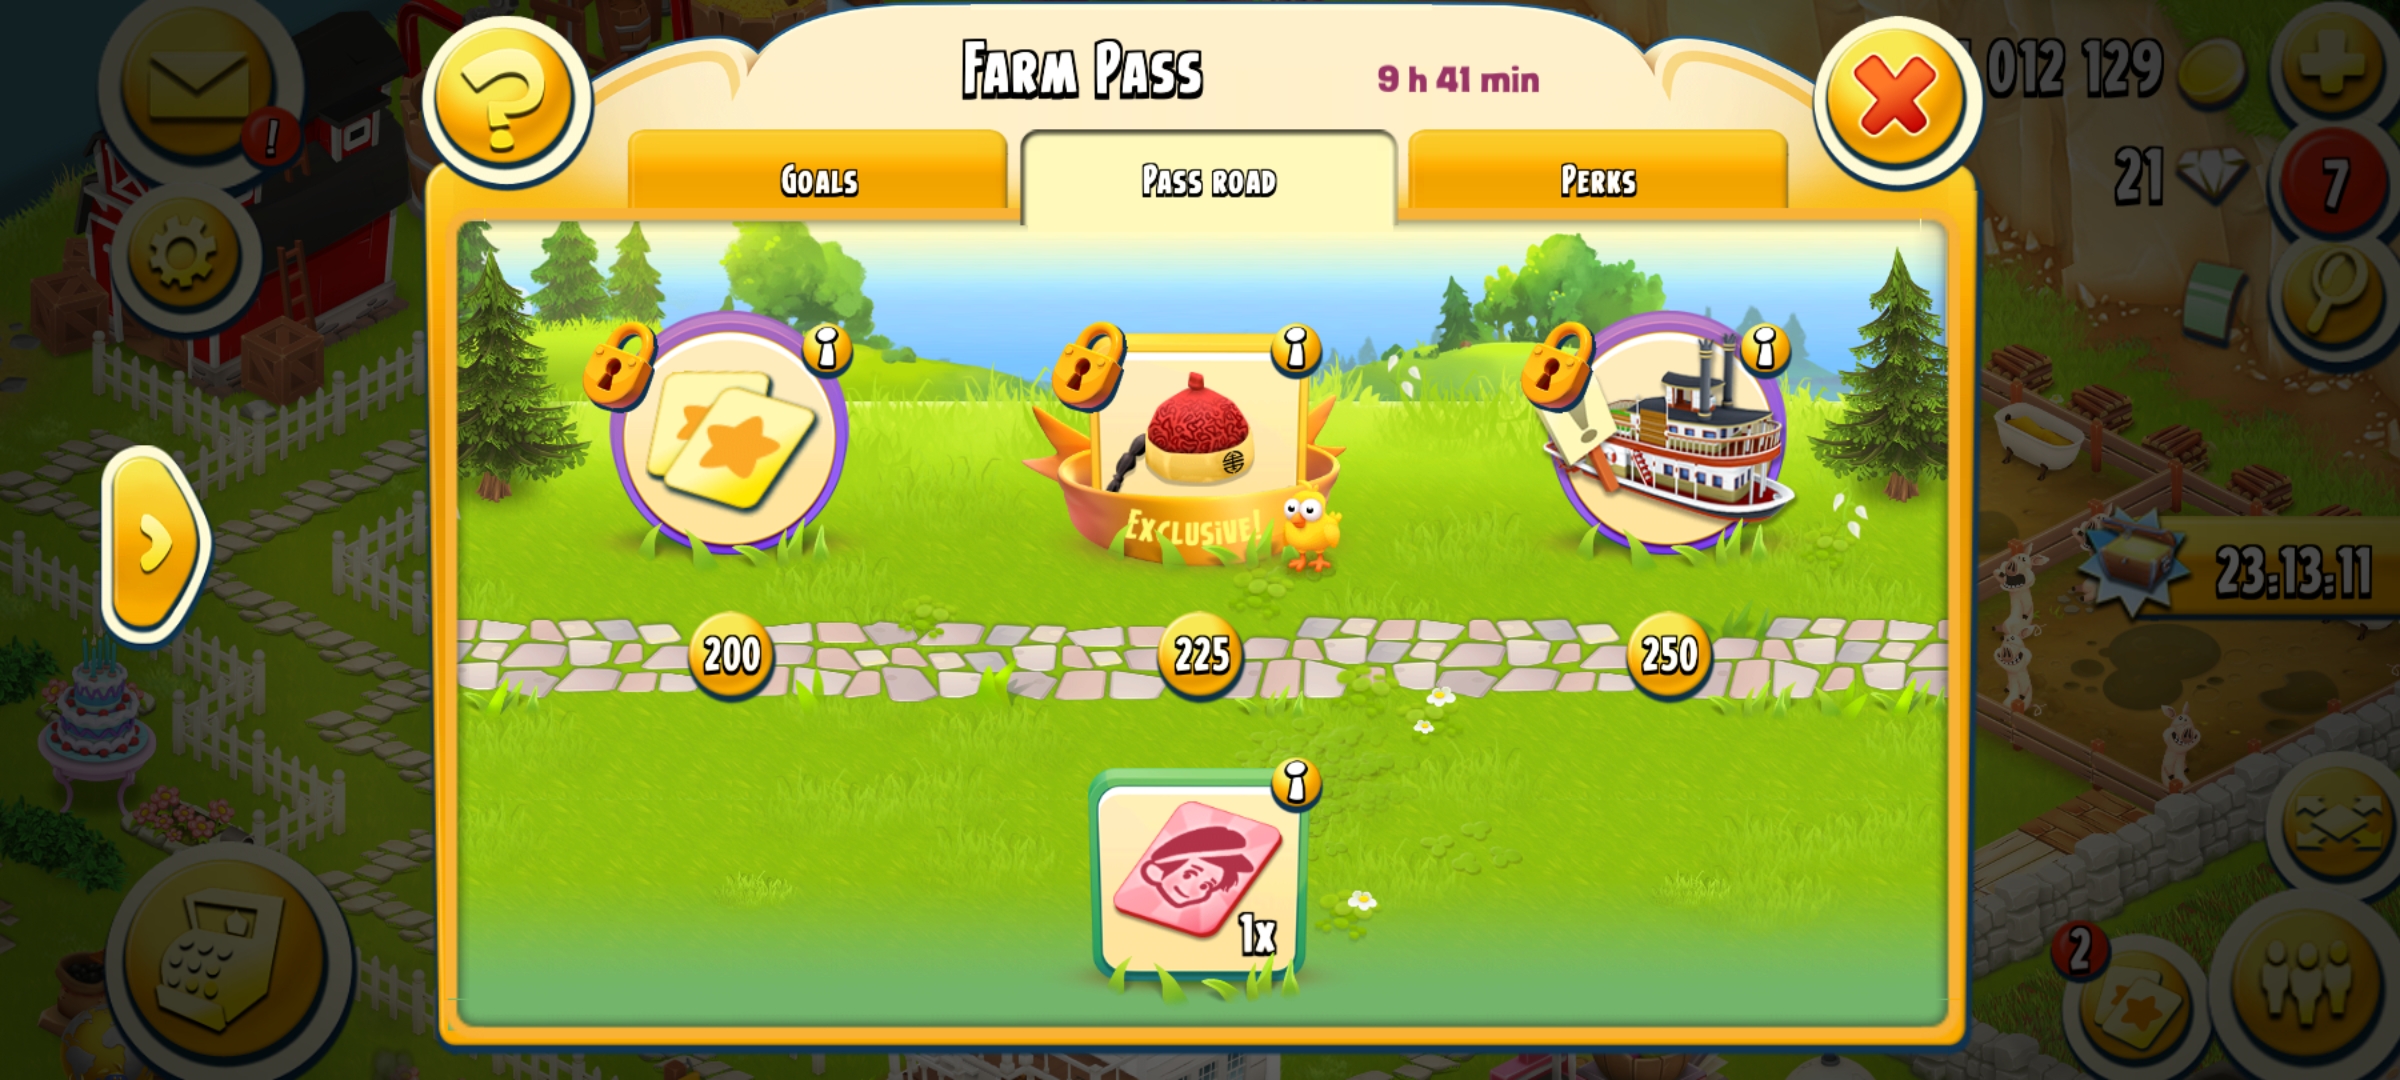 FARM PASS
9 h 41 min
012 129
GOALS
PASS ROAD
PERKS
21
7
EXCLUSIVE!
23:13:11
200
225
250
1x
2